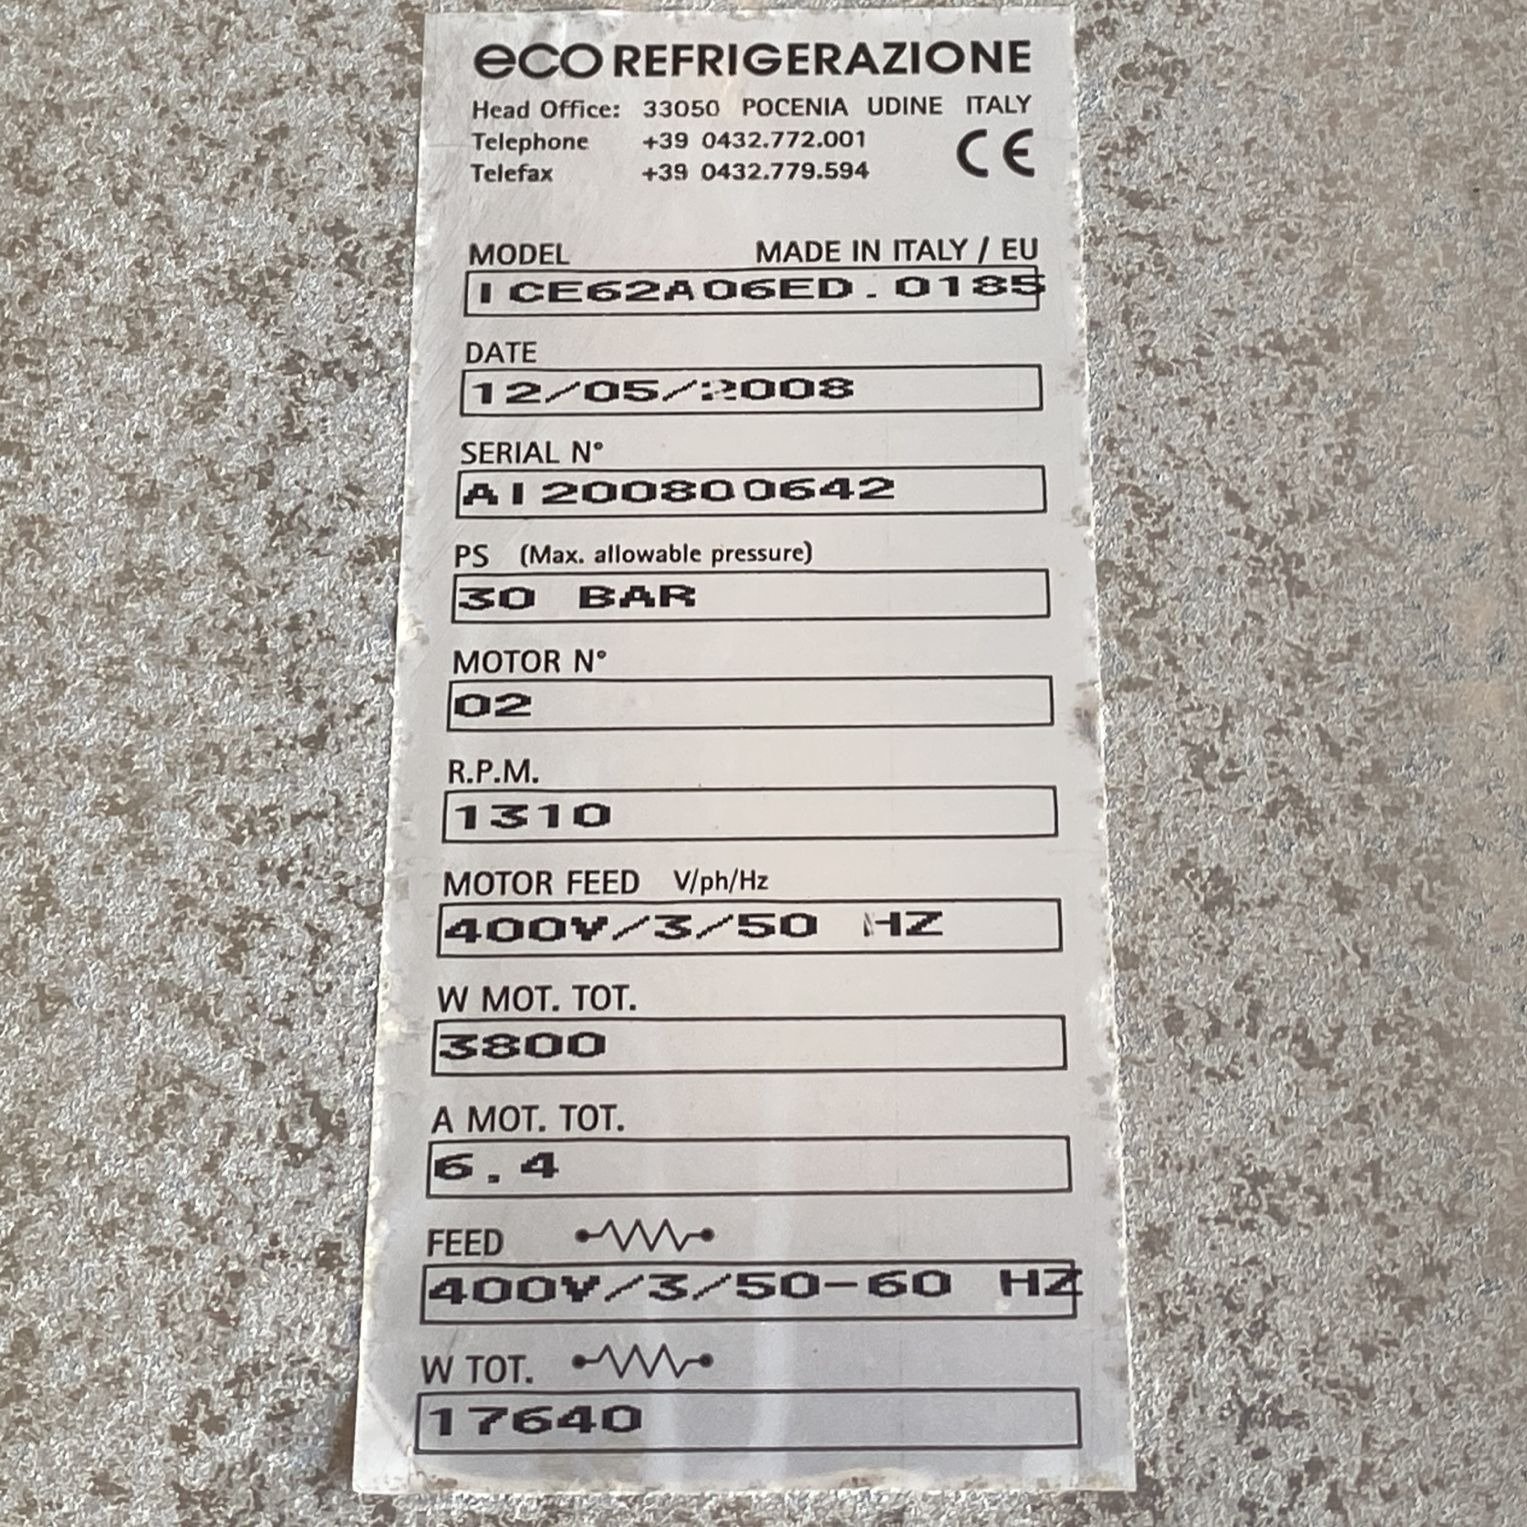 eco REFRIGERAZIONE
Head Office: 33050 POCENIA UDINE ITALY
Telephone +39 0432.772.001
Telefax +39 0432.779.594
CE
MODEL MADE IN ITALY / EU
ICE62A06ED.0185
DATE
12/05/2008
SERIAL N°
AI200800642
PS (Max. allowable pressure)
30 BAR
MOTOR N°
02
R.P.M.
1310
MOTOR FEED V/ph/Hz
400V/3/50 HZ
W MOT. TOT.
3800
A MOT. TOT.
6.4
FEED
400V/3/50-60 HZ
W TOT.
17640